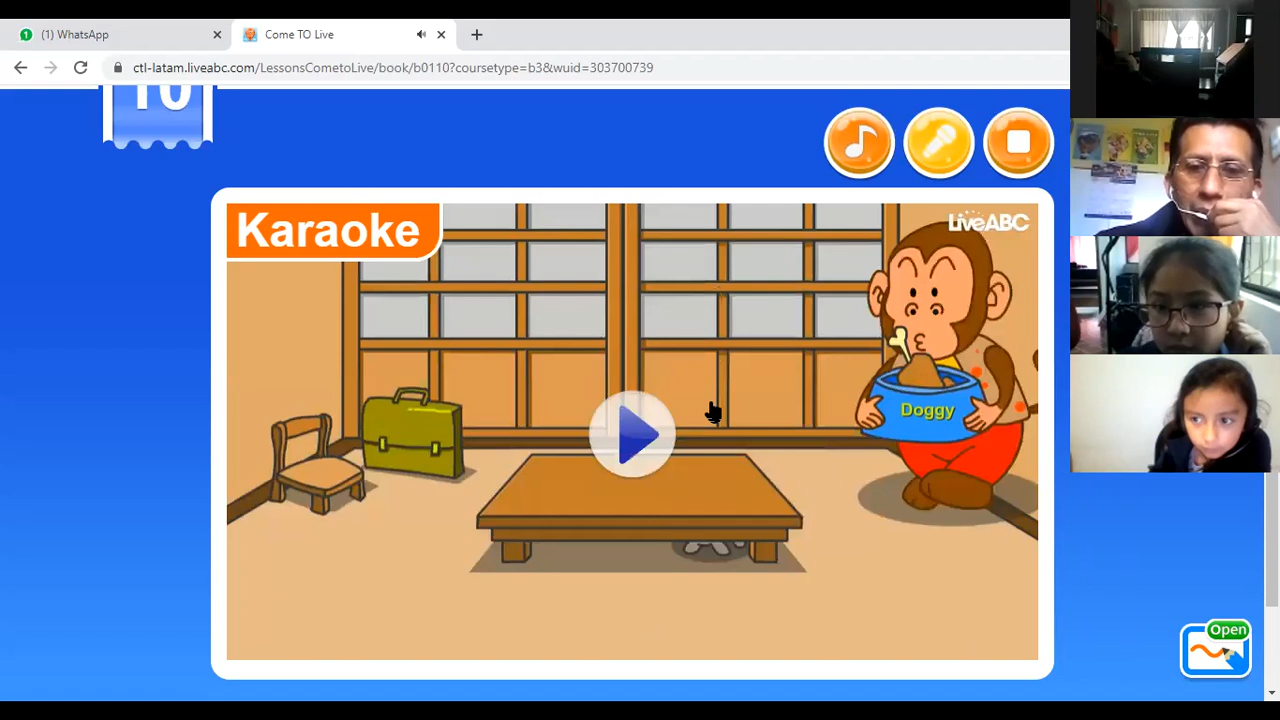 (1) WhatsApp
Come TO Live
ctl-latam.liveabc.com/LessonsCometoLive/book/b0110?coursetype=b3&wuid=303700739
10
Karaoke
LiveABC
Doggy
Open